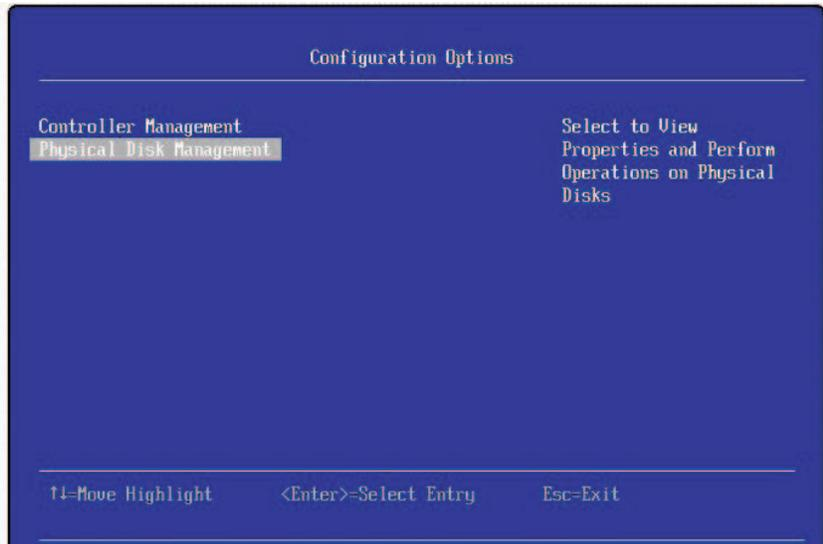 Configuration Options
Controller Management
Physical Disk Management
Select to View
Properties and Perform
Operations on Physical
Disks
↑↓=Move Highlight <Enter>=Select Entry Esc=Exit